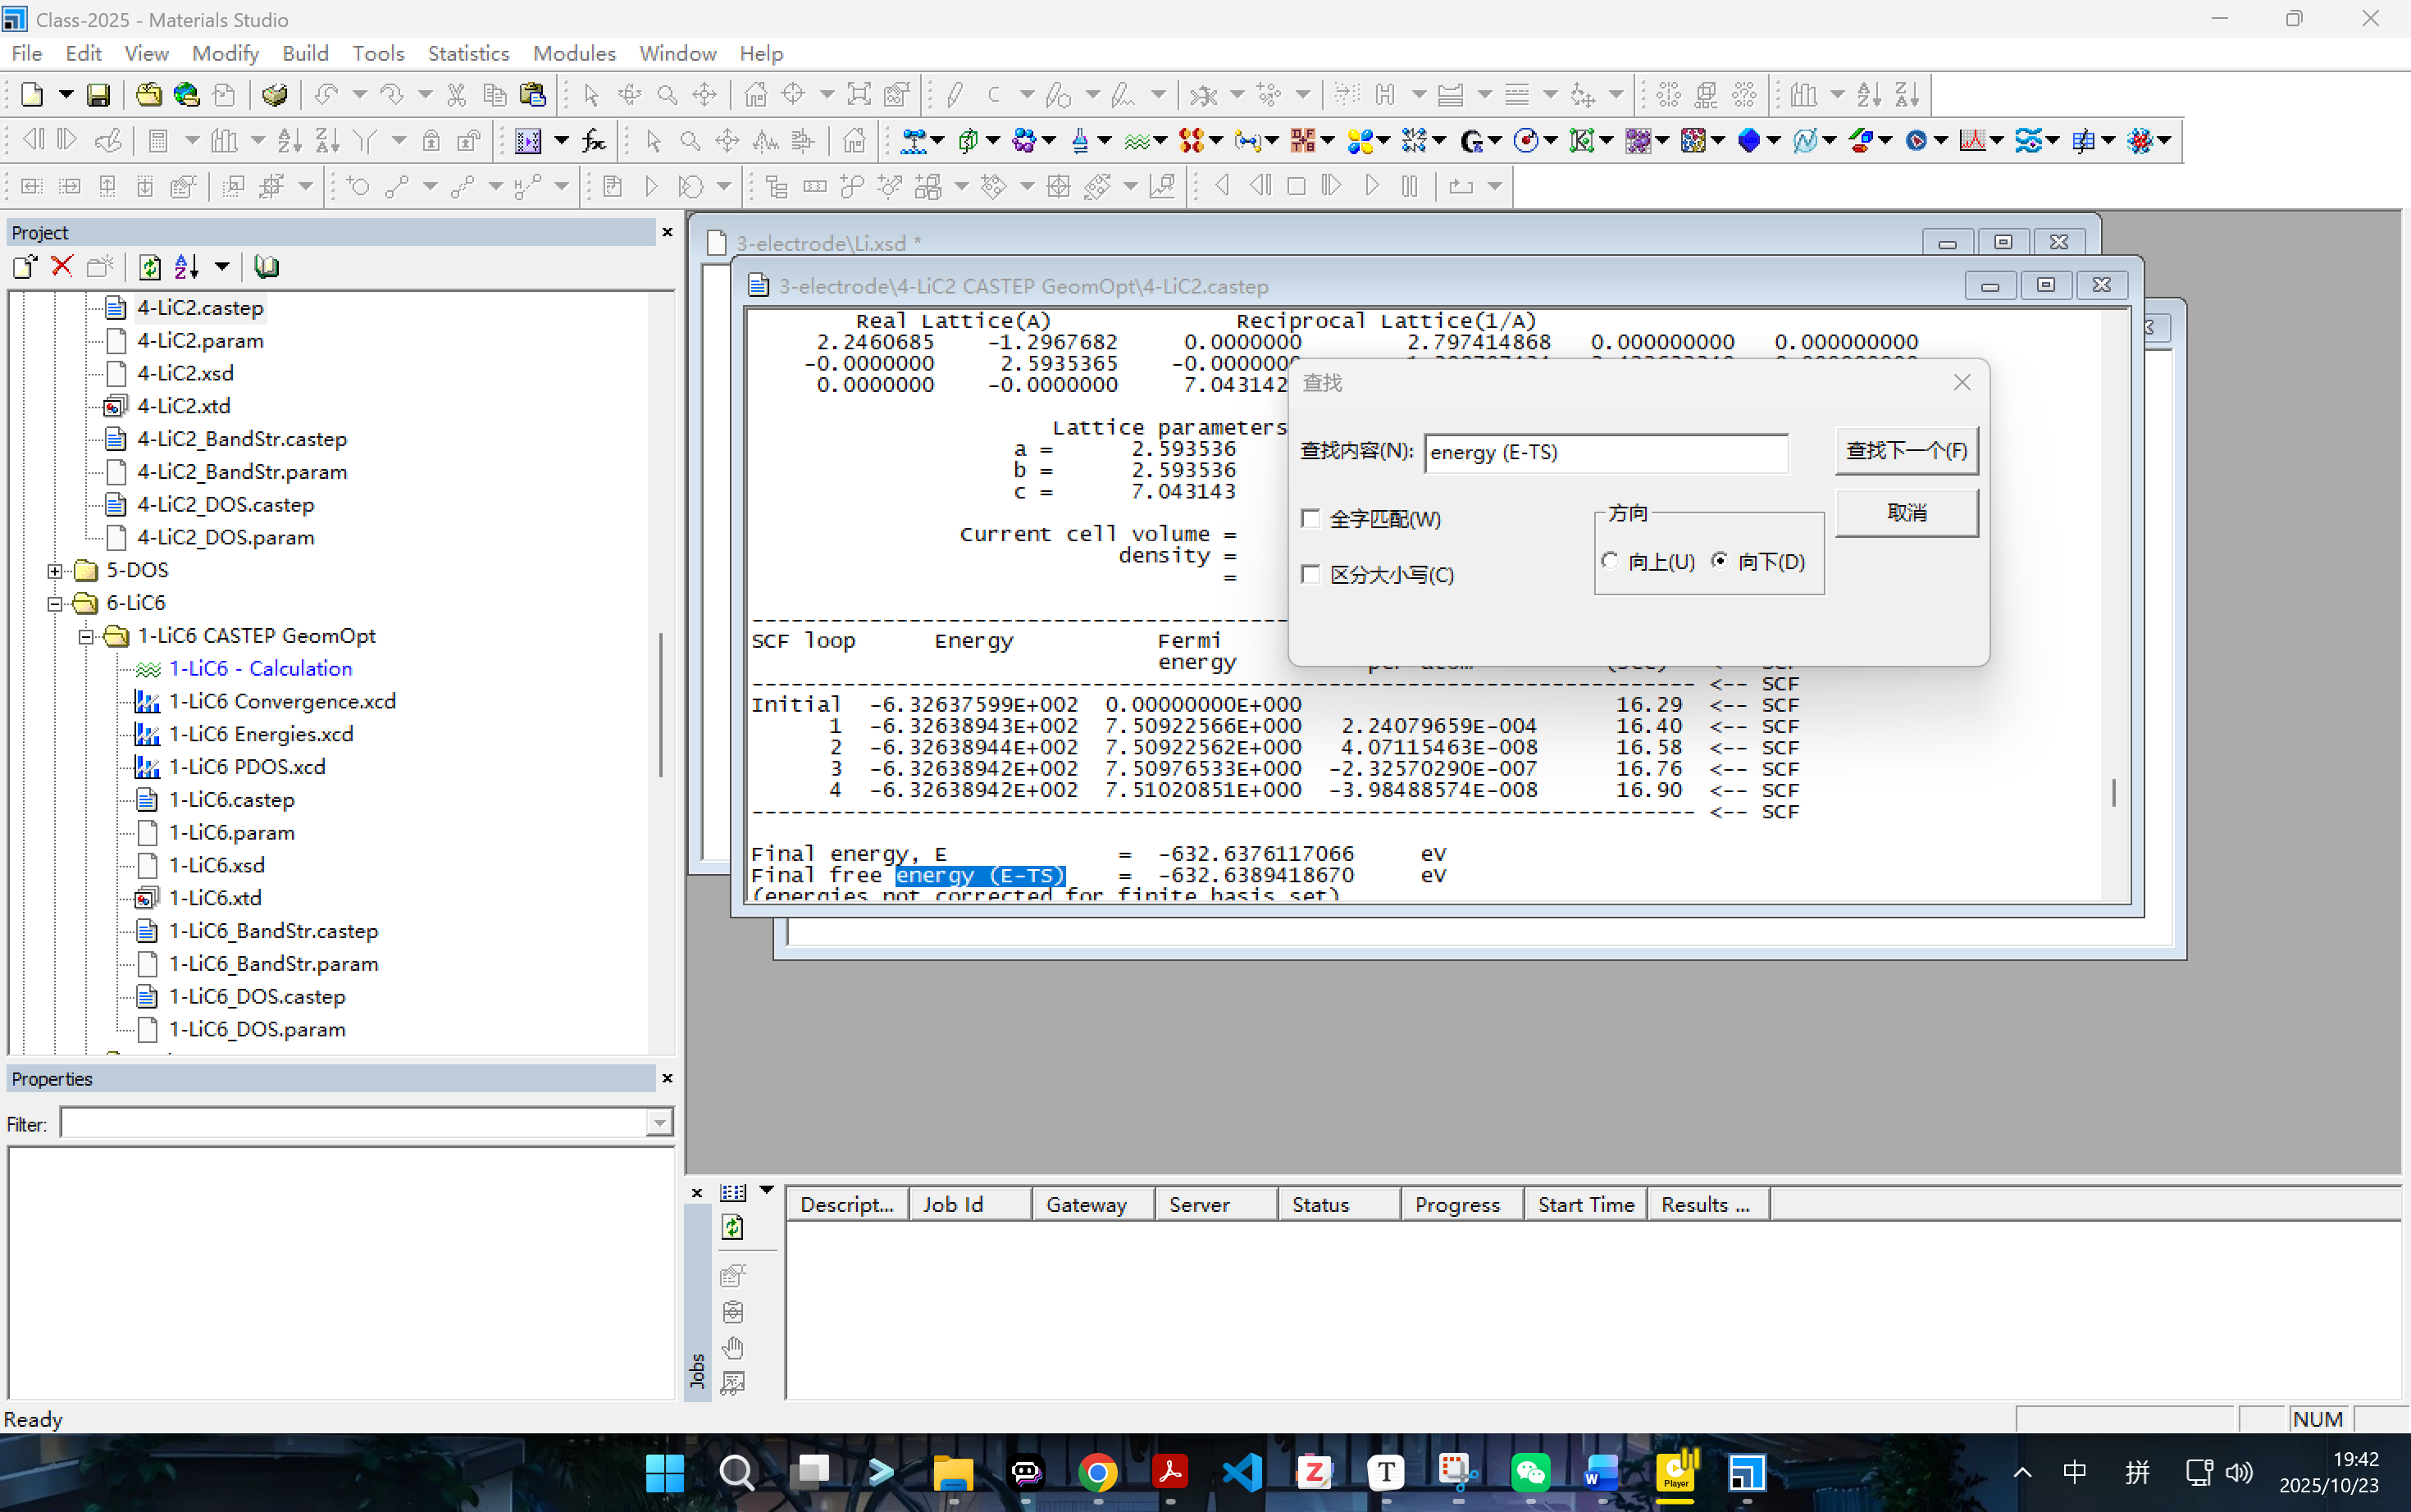 Class-2025 - Materials Studio
File Edit View Modify Build Tools Statistics Modules Window Help
Project
4-LiC2.castep
4-LiC2.param
4-LiC2.xsd
4-LiC2.xtd
4-LiC2_BandStr.castep
4-LiC2_BandStr.param
4-LiC2_DOS.castep
4-LiC2_DOS.param
5-DOS
6-LiC6
1-LiC6 CASTEP GeomOpt
1-LiC6 - Calculation
1-LiC6 Convergence.xcd
1-LiC6 Energies.xcd
1-LiC6 PDOS.xcd
1-LiC6.castep
1-LiC6.param
1-LiC6.xsd
1-LiC6.xtd
1-LiC6_BandStr.castep
1-LiC6_BandStr.param
1-LiC6_DOS.castep
1-LiC6_DOS.param
Properties
Filter:
3-electrode\Li.xsd *
3-electrode\4-LiC2 CASTEP GeomOpt\4-LiC2.castep
Real Lattice(A) Reciprocal Lattice(1/A)
2.2460685 -1.2967682 0.0000000 2.797414868 0.000000000 0.000000000
-0.0000000 2.5935365 -0.0000000
0.0000000 -0.0000000 7.043142
Lattice parameters
a = 2.593536
b = 2.593536
c = 7.043143
Current cell volume =
density =
=
------------------------------------------
SCF loop Energy Fermi
energy
------------------------------------------------------------------------ <-- SCF
Initial -6.32637599E+002 0.00000000E+000 16.29 <-- SCF
1 -6.32638943E+002 7.50922566E+000 2.24079659E-004 16.40 <-- SCF
2 -6.32638944E+002 7.50922562E+000 4.07115463E-008 16.58 <-- SCF
3 -6.32638942E+002 7.50976533E+000 -2.32570290E-007 16.76 <-- SCF
4 -6.32638942E+002 7.51020851E+000 -3.98488574E-008 16.90 <-- SCF
------------------------------------------------------------------------ <-- SCF
Final energy, E = -632.6376117066 eV
Final free energy (E-TS) = -632.6389418670 eV
(energies not corrected for finite basis set)
查找
查找内容(N): energy (E-TS)
查找下一个(F)
取消
全字匹配(W)
区分大小写(C)
方向
向上(U) 向下(D)
Jobs
Descript... Job Id Gateway Server Status Progress Start Time Results ...
Ready
NUM
中 拼
19:42
2025/10/23
Player